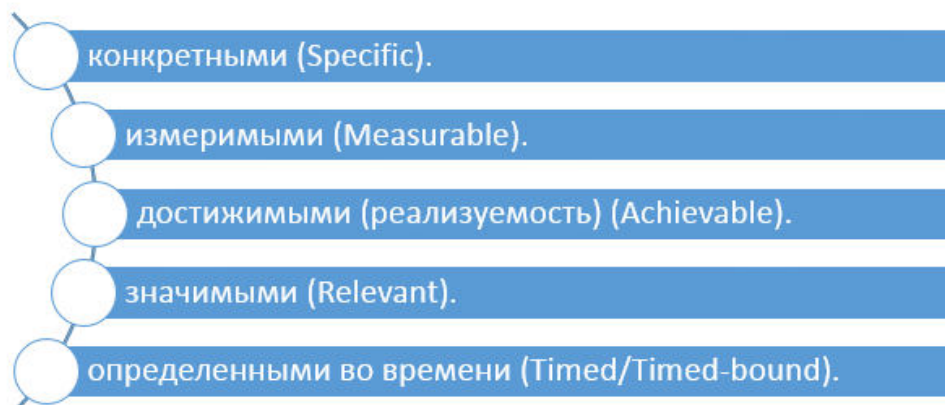 конкретными (Specific).
измеримыми (Measurable).
достижимыми (реализуемость) (Achievable).
значимыми (Relevant).
определенными во времени (Timed/Timed-bound).